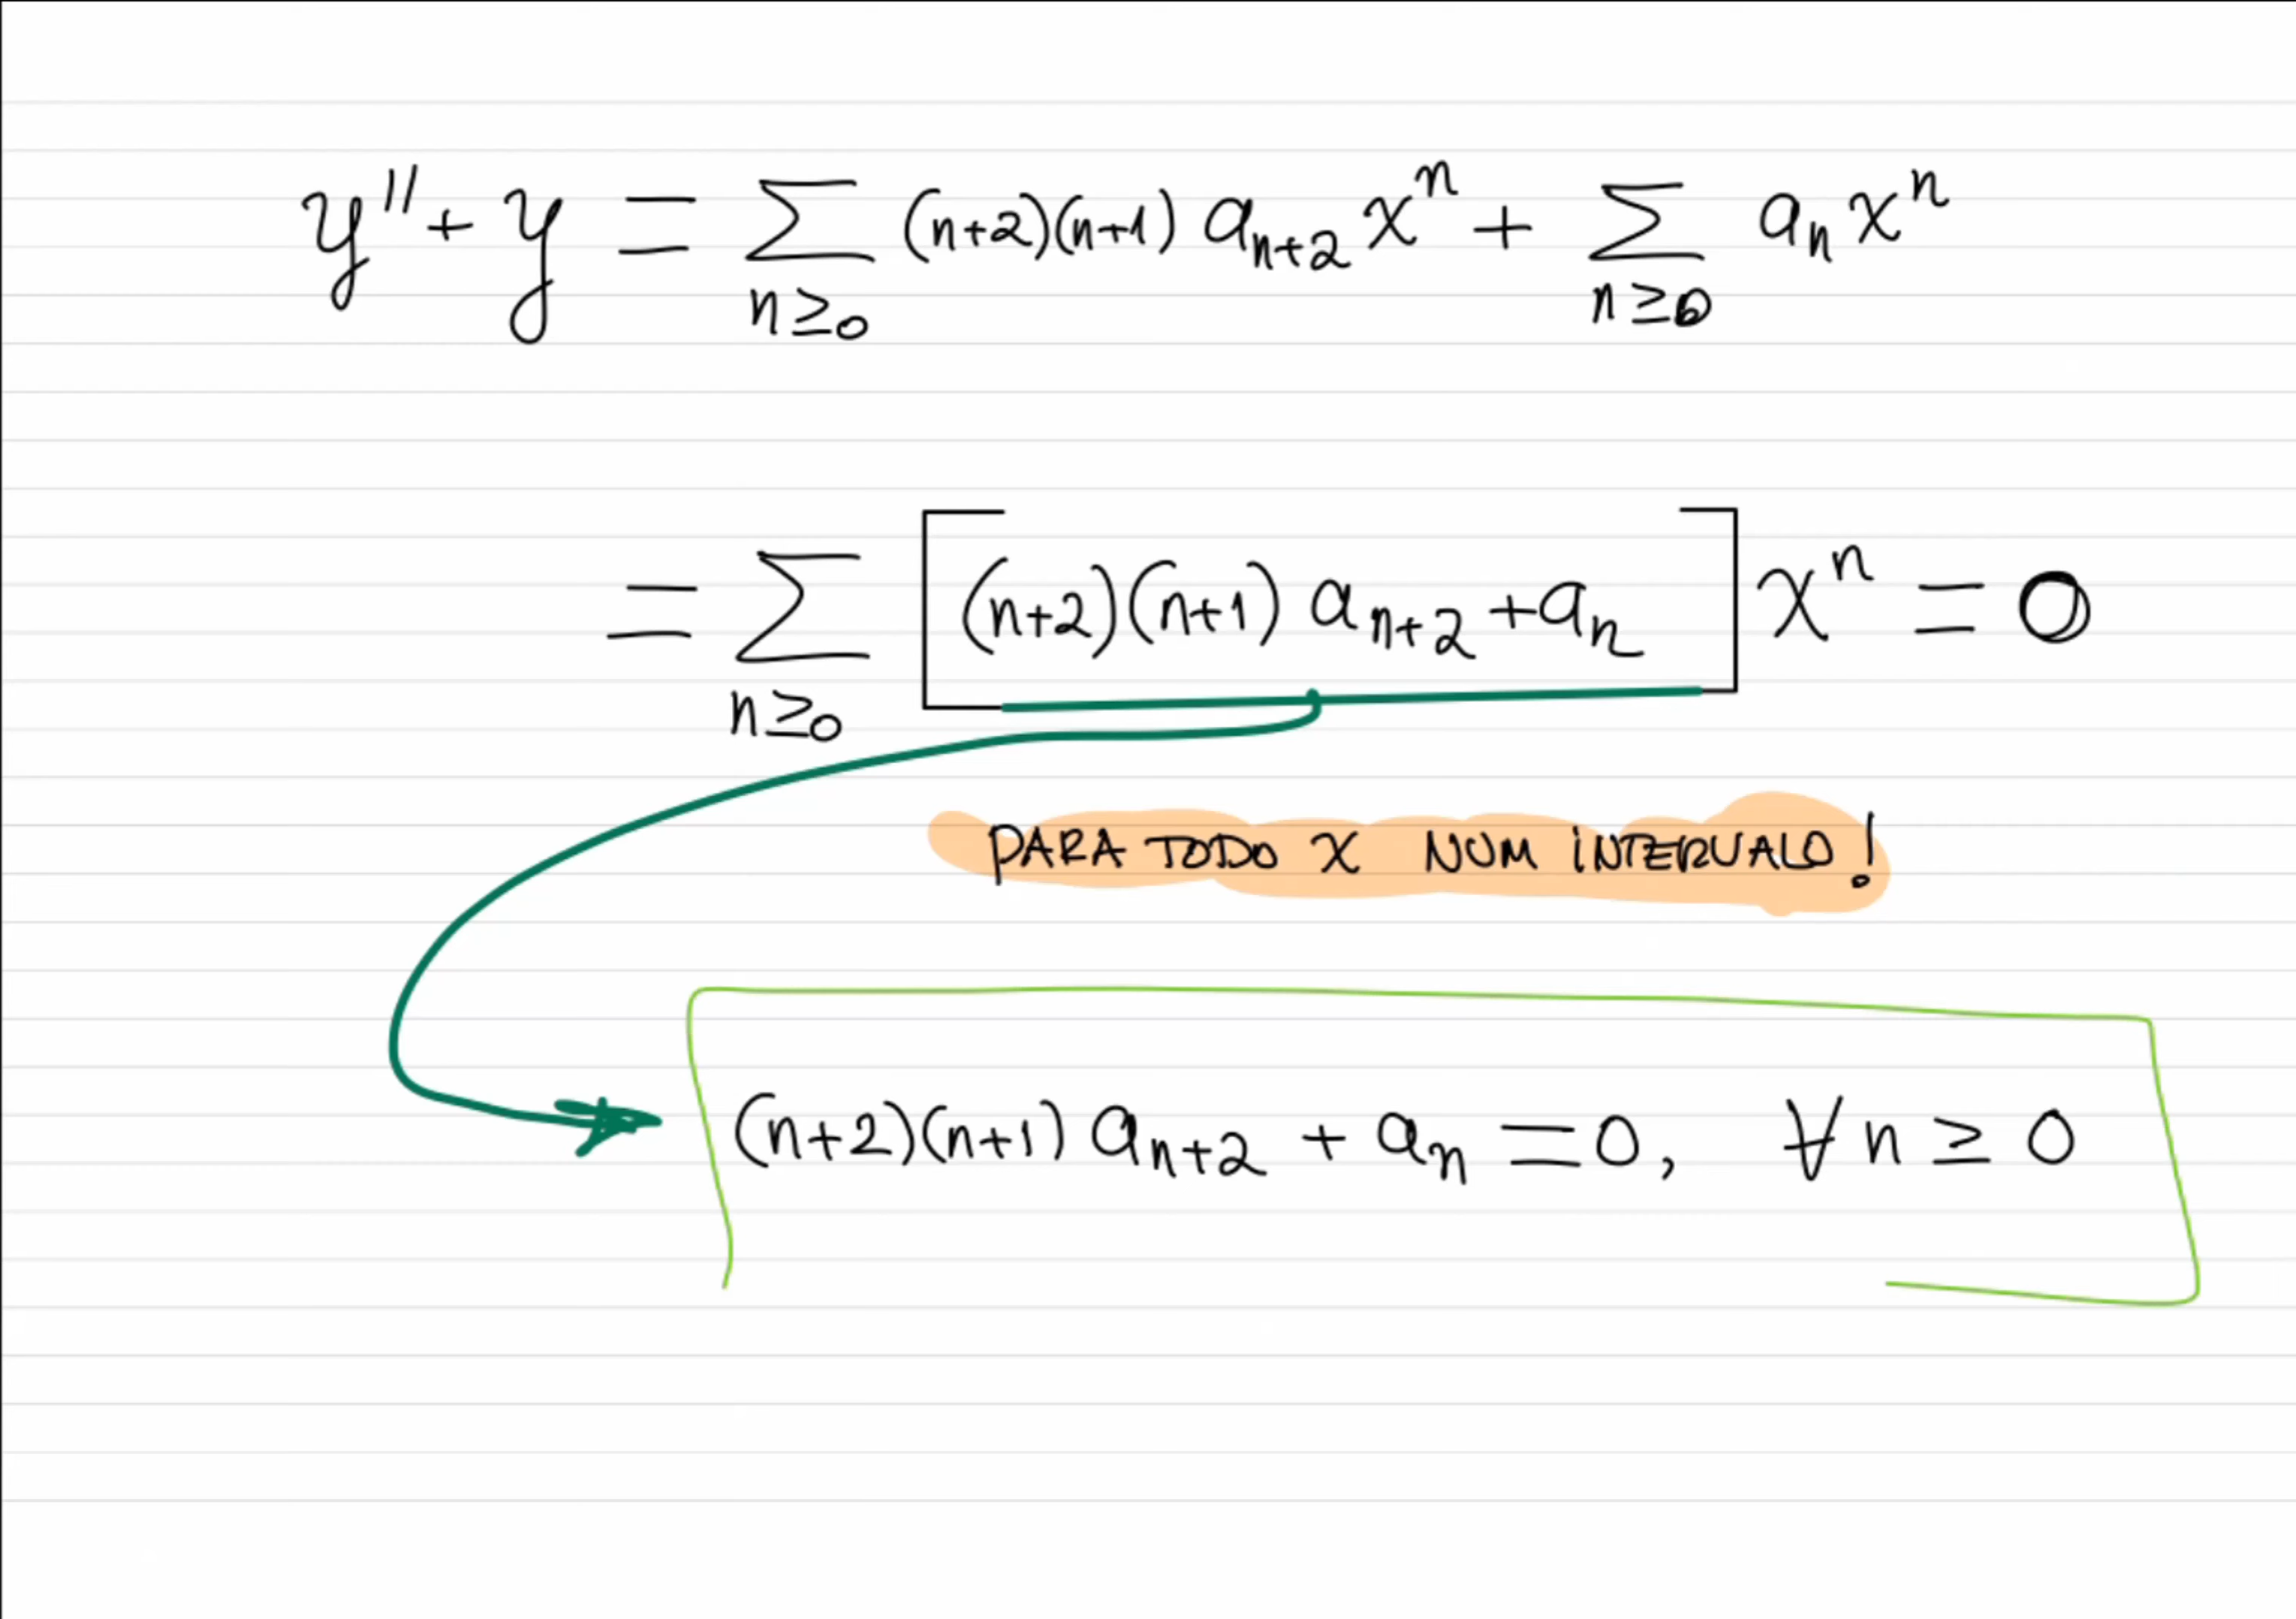 y'' + y = ∑_{n≥0} (n+2)(n+1) a_{n+2} x^n + ∑_{n≥0} a_n x^n
= ∑_{n≥0} [(n+2)(n+1) a_{n+2} + a_n] x^n = 0
PARA TODO X NUM INTERVALO!
(n+2)(n+1) a_{n+2} + a_n = 0, ∀ n ≥ 0